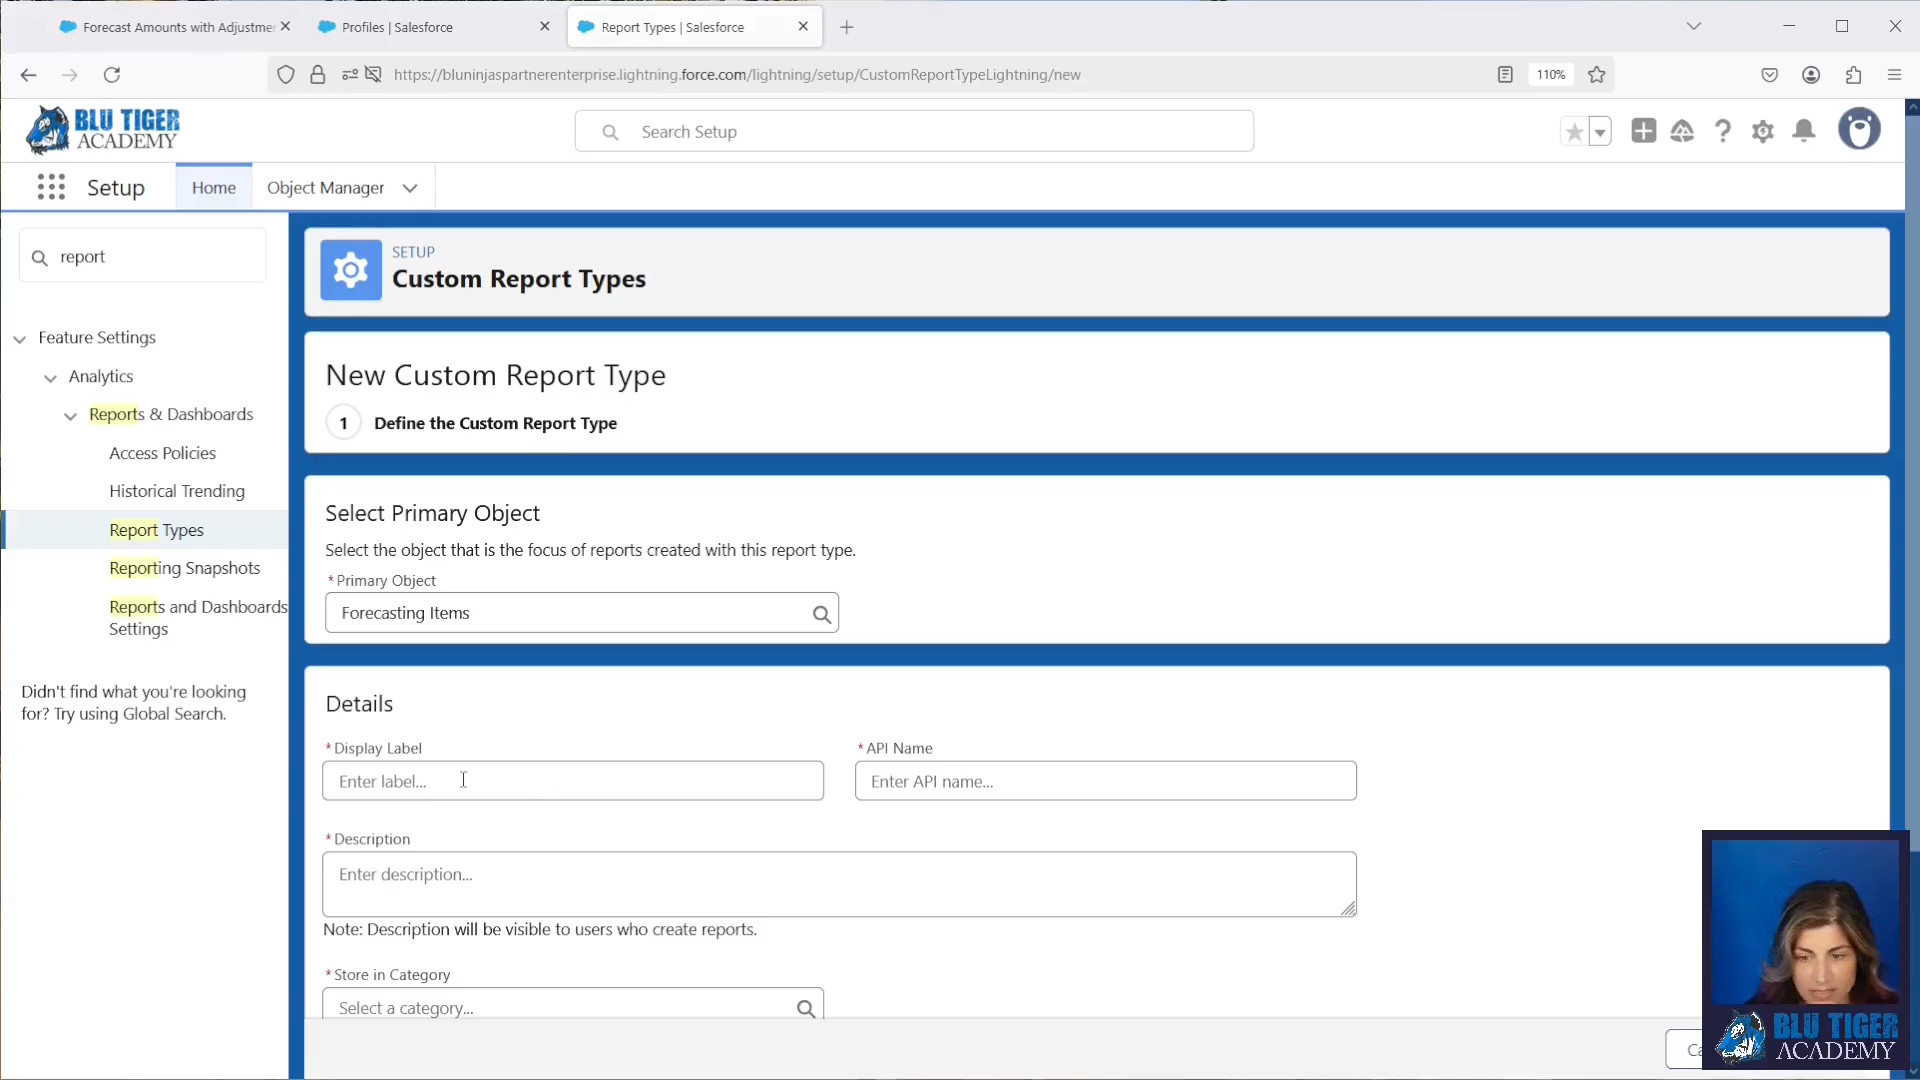 Forecast Amounts with Adjustme
Profiles | Salesforce
Report Types | Salesforce
https://bluninjaspartnerenterprise.lightning.force.com/lightning/setup/CustomReportTypeLightning/new
110%
BLU TIGER
ACADEMY
Search Setup
Setup
Home
Object Manager
report
Feature Settings
Analytics
Reports & Dashboards
Access Policies
Historical Trending
Report Types
Reporting Snapshots
Reports and Dashboards
Settings
Didn't find what you're looking
for? Try using Global Search.
SETUP
Custom Report Types
New Custom Report Type
1 Define the Custom Report Type
Select Primary Object
Select the object that is the focus of reports created with this report type.
* Primary Object
Forecasting Items
Details
* Display Label
Enter label...
* API Name
Enter API name...
* Description
Enter description...
Note: Description will be visible to users who create reports.
* Store in Category
Select a category...
Ca
BLU TIGER
ACADEMY